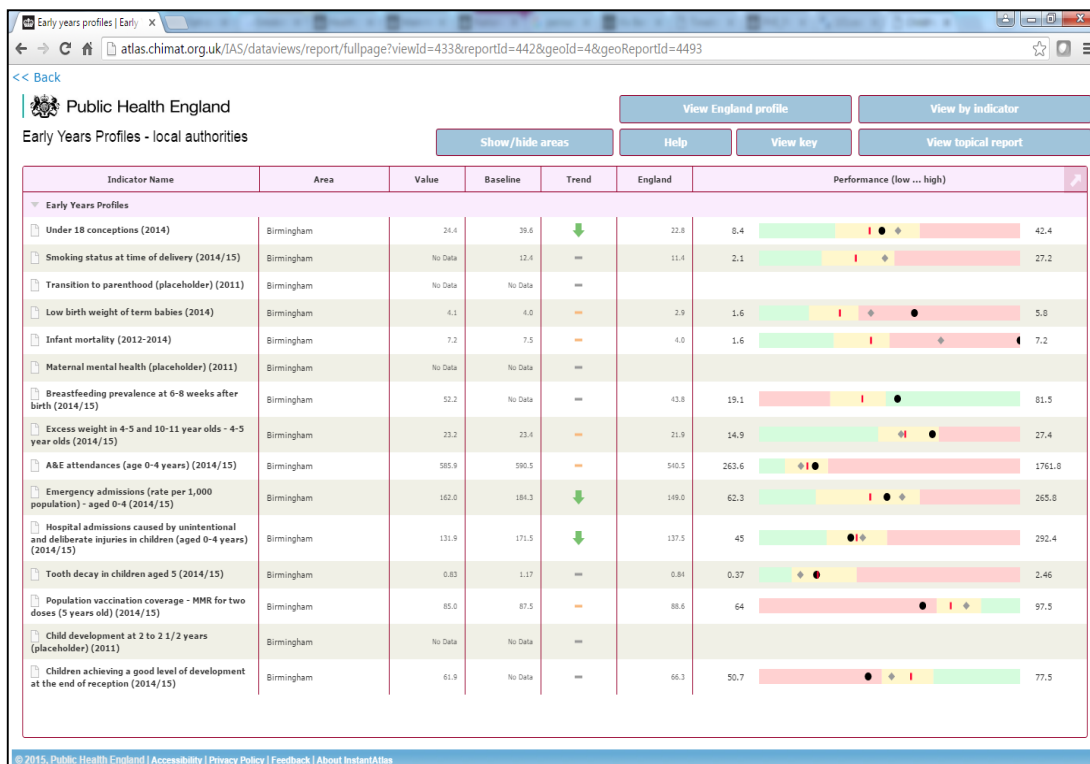 Early years profiles | Early
atlas.chimat.org.uk/IAS/dataviews/report/fullpage?viewId=433&reportId=442&geoId=4&geoReportId=4493
<< Back
Public Health England
View England profile View by indicator
Early Years Profiles - local authorities
Show/hide areas Help View key View topical report
Indicator Name Area Value Baseline Trend England Performance (low ... high)
Early Years Profiles
Under 18 conceptions (2014) Birmingham 24.4 39.6 22.8 8.4 42.4
Smoking status at time of delivery (2014/15) Birmingham No Data 12.4 11.4 2.1 27.2
Transition to parenthood (placeholder) (2011) Birmingham No Data No Data
Low birth weight of term babies (2014) Birmingham 4.1 4.0 2.9 1.6 5.8
Infant mortality (2012-2014) Birmingham 7.2 7.5 4.0 1.6 7.2
Maternal mental health (placeholder) (2011) Birmingham No Data No Data
Breastfeeding prevalence at 6-8 weeks after
birth (2014/15) Birmingham 52.2 No Data 43.8 19.1 81.5
Excess weight in 4-5 and 10-11 year olds - 4-5
year olds (2014/15) Birmingham 23.2 23.4 21.9 14.9 27.4
A&E attendances (age 0-4 years) (2014/15) Birmingham 585.9 590.5 540.5 263.6 1761.8
Emergency admissions (rate per 1,000
population) - aged 0-4 (2014/15) Birmingham 162.0 184.3 149.0 62.3 265.8
Hospital admissions caused by unintentional
and deliberate injuries in children (aged 0-4 years)
(2014/15) Birmingham 131.9 171.5 137.5 45 292.4
Tooth decay in children aged 5 (2014/15) Birmingham 0.83 1.17 0.84 0.37 2.46
Population vaccination coverage - MMR for two
doses (5 years old) (2014/15) Birmingham 85.0 87.5 88.6 64 97.5
Child development at 2 to 2 1/2 years
(placeholder) (2011) Birmingham No Data No Data
Children achieving a good level of development
at the end of reception (2014/15) Birmingham 61.9 No Data 66.3 50.7 77.5
© 2015, Public Health England | Accessibility | Privacy Policy | Feedback | About InstantAtlas